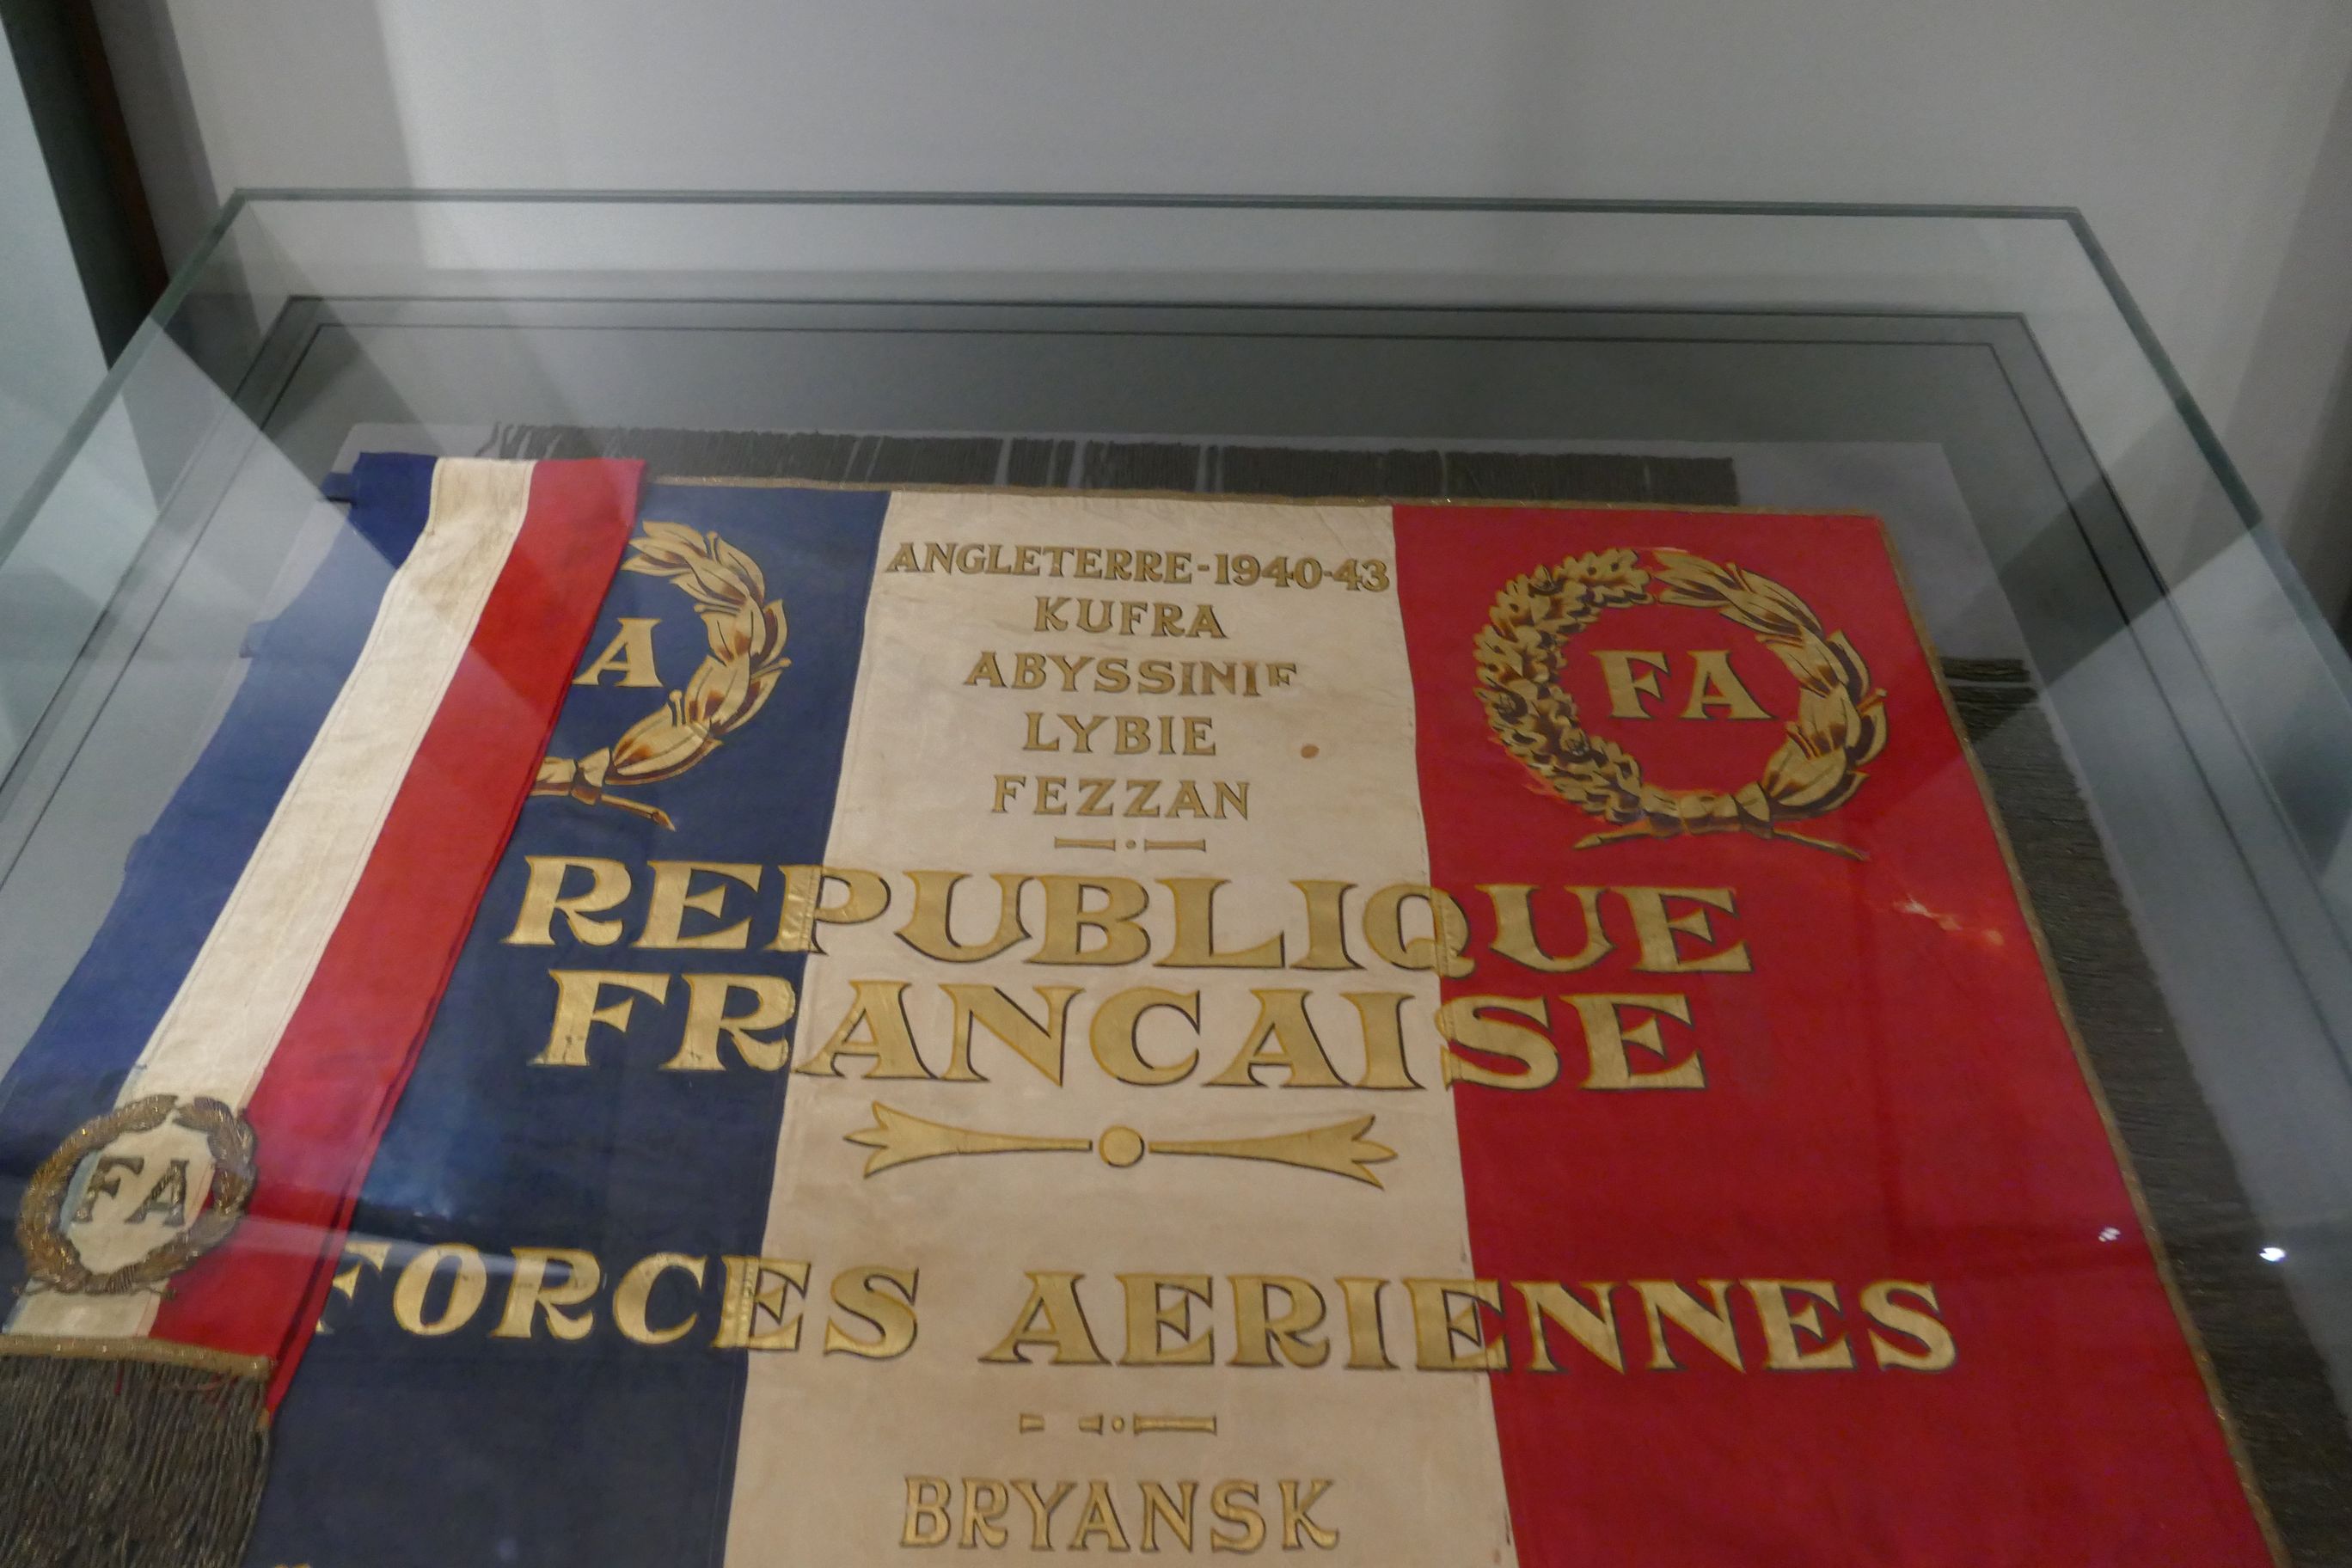 ANGLETERRE-1940-43
KUFRA
ABYSSINIE
LYBIE
FEZZAN
A
FA
REPUBLIQUE
FRANCAISE
FA
FORCES AERIENNES
BRYANSK